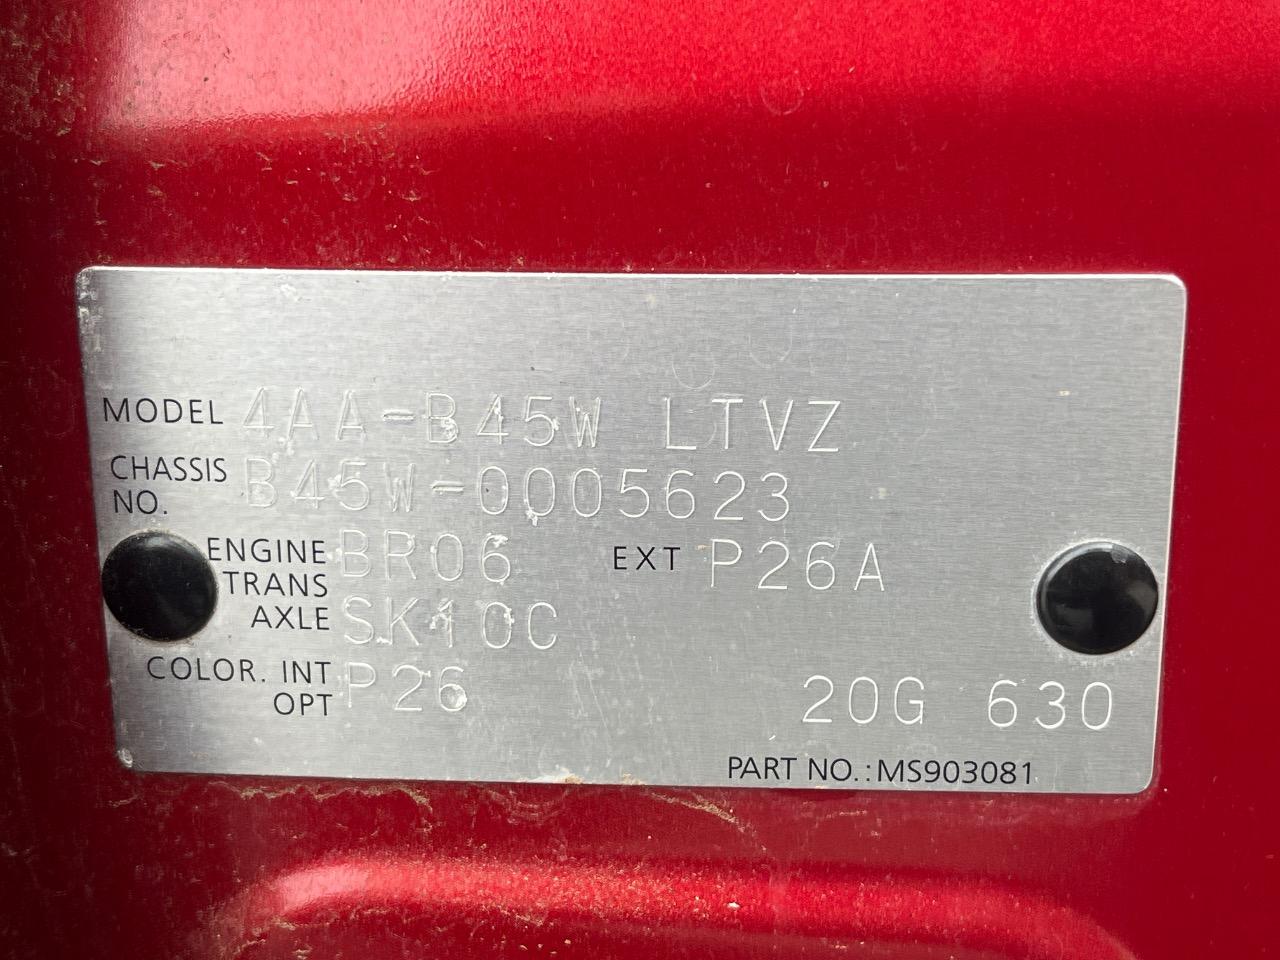 MODEL 4AA-B45W LTVZ
CHASSIS NO. B45W-0005623
ENGINE BR06 EXT P26A
TRANS
AXLE SK10C
COLOR. INT P26
OPT 20G 630
PART NO.:MS903081